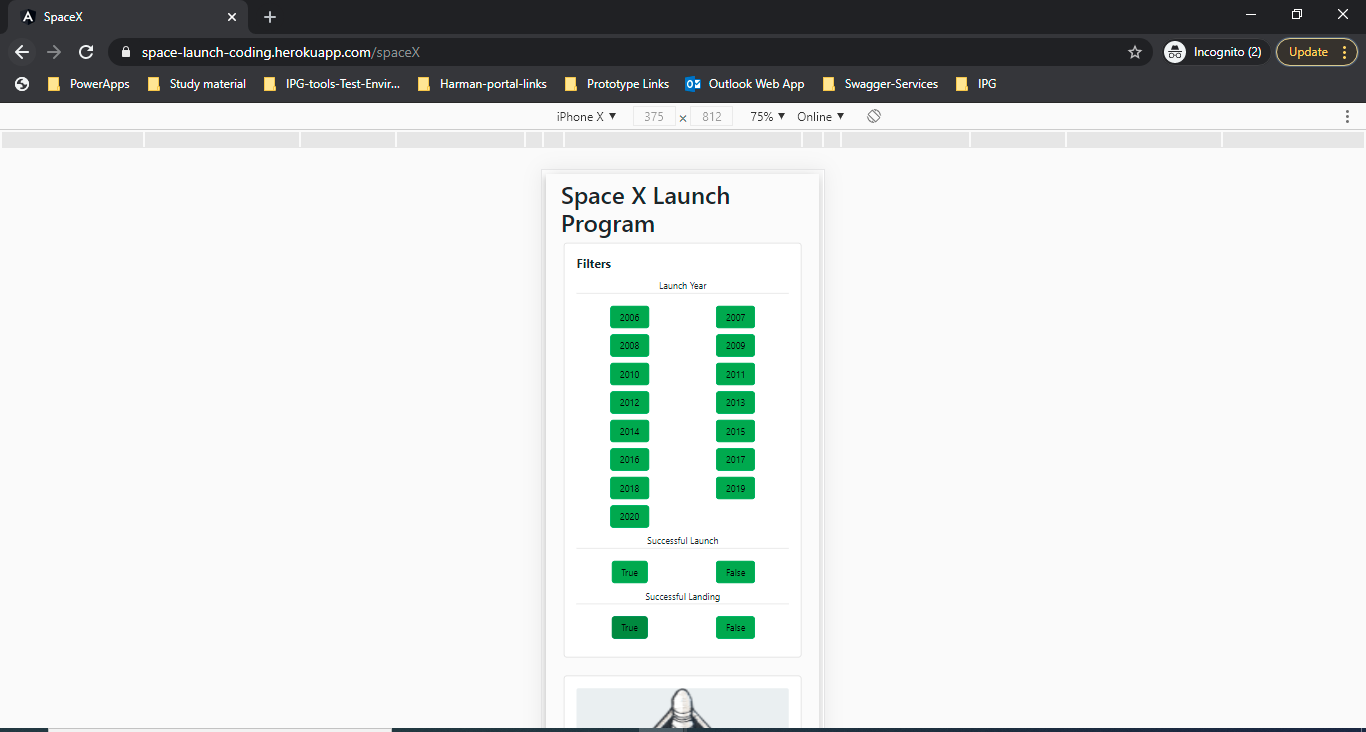 SpaceX
space-launch-coding.herokuapp.com/spaceX
Incognito (2)
Update
PowerApps
Study material
IPG-tools-Test-Envir...
Harman-portal-links
Prototype Links
Outlook Web App
Swagger-Services
IPG
iPhone X ▼ 375 × 812 75% ▼ Online ▼
Space X Launch
Program
Filters
Launch Year
2006 2007
2008 2009
2010 2011
2012 2013
2014 2015
2016 2017
2018 2019
2020
Successful Launch
True False
Successful Landing
True False